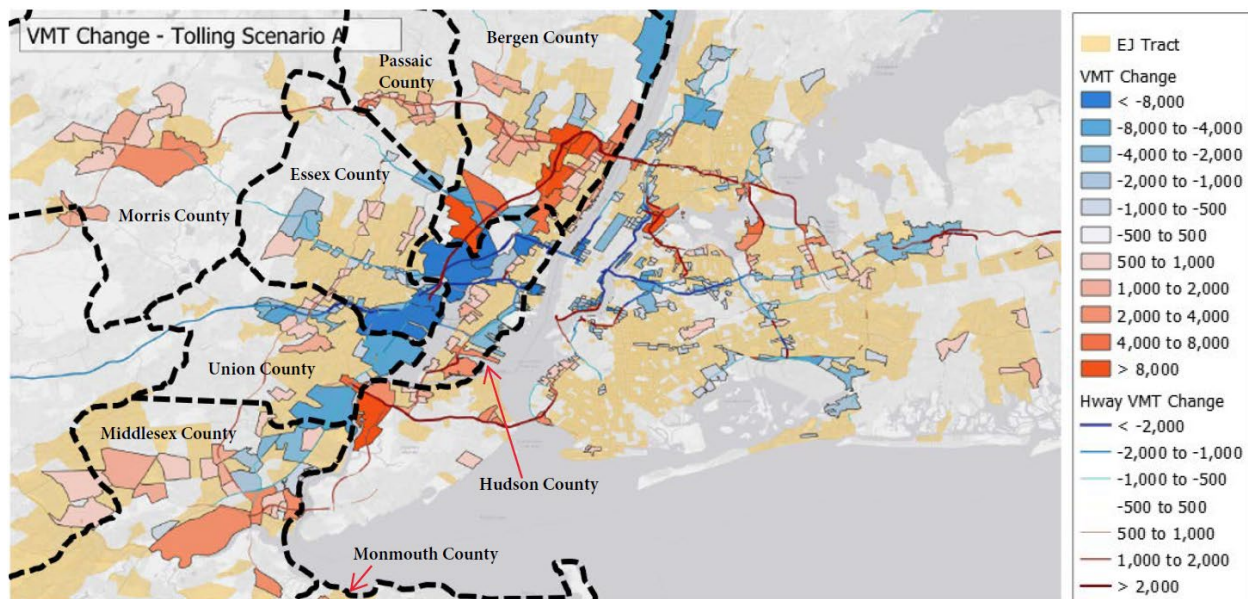 VMT Change - Tolling Scenario A
Bergen County
Passaic
County
Essex County
Morris County
Union County
Middlesex County
Hudson County
Monmouth County
EJ Tract
VMT Change
< -8,000
-8,000 to -4,000
-4,000 to -2,000
-2,000 to -1,000
-1,000 to -500
-500 to 500
500 to 1,000
1,000 to 2,000
2,000 to 4,000
4,000 to 8,000
> 8,000
Hway VMT Change
< -2,000
-2,000 to -1,000
-1,000 to -500
-500 to 500
500 to 1,000
1,000 to 2,000
> 2,000